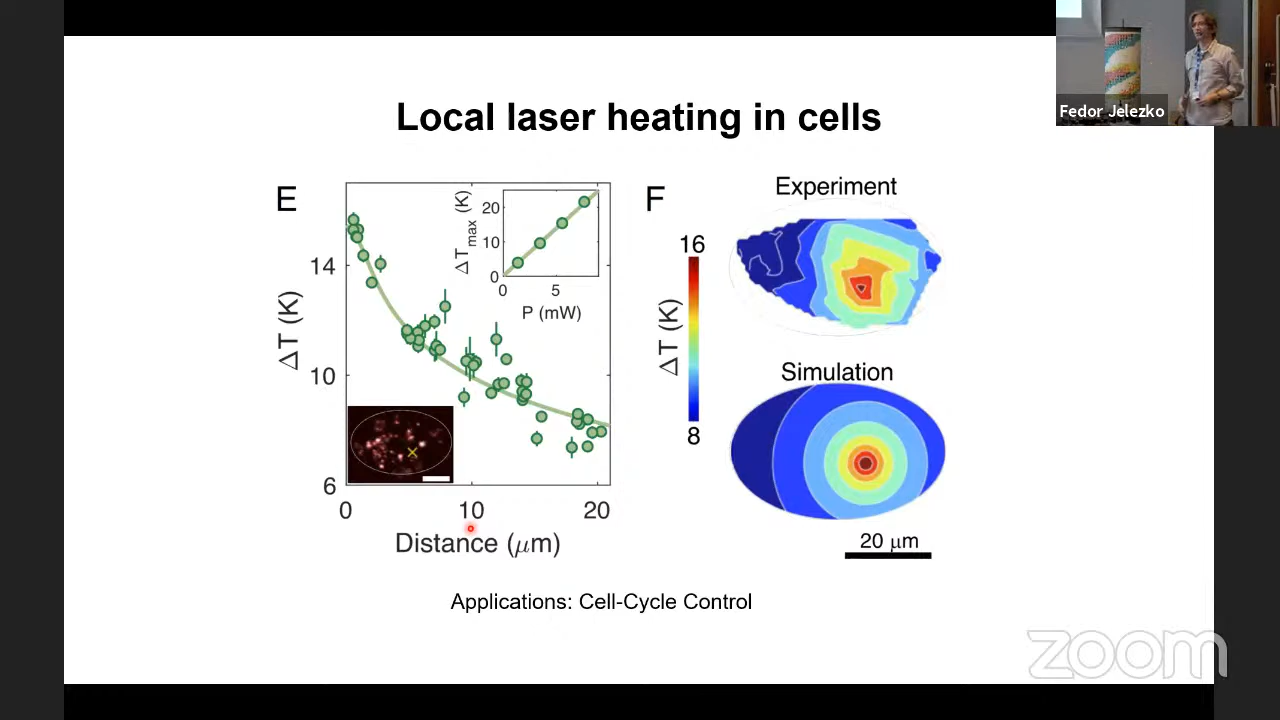 Fedor Jelezko
Local laser heating in cells
E
ΔT (K)
14
10
6
0
10
20
Distance (μm)
ΔTmax (K)
20
10
0
0
5
P (mW)
F
Experiment
16
ΔT (K)
8
Simulation
20 μm
Applications: Cell-Cycle Control
zoom